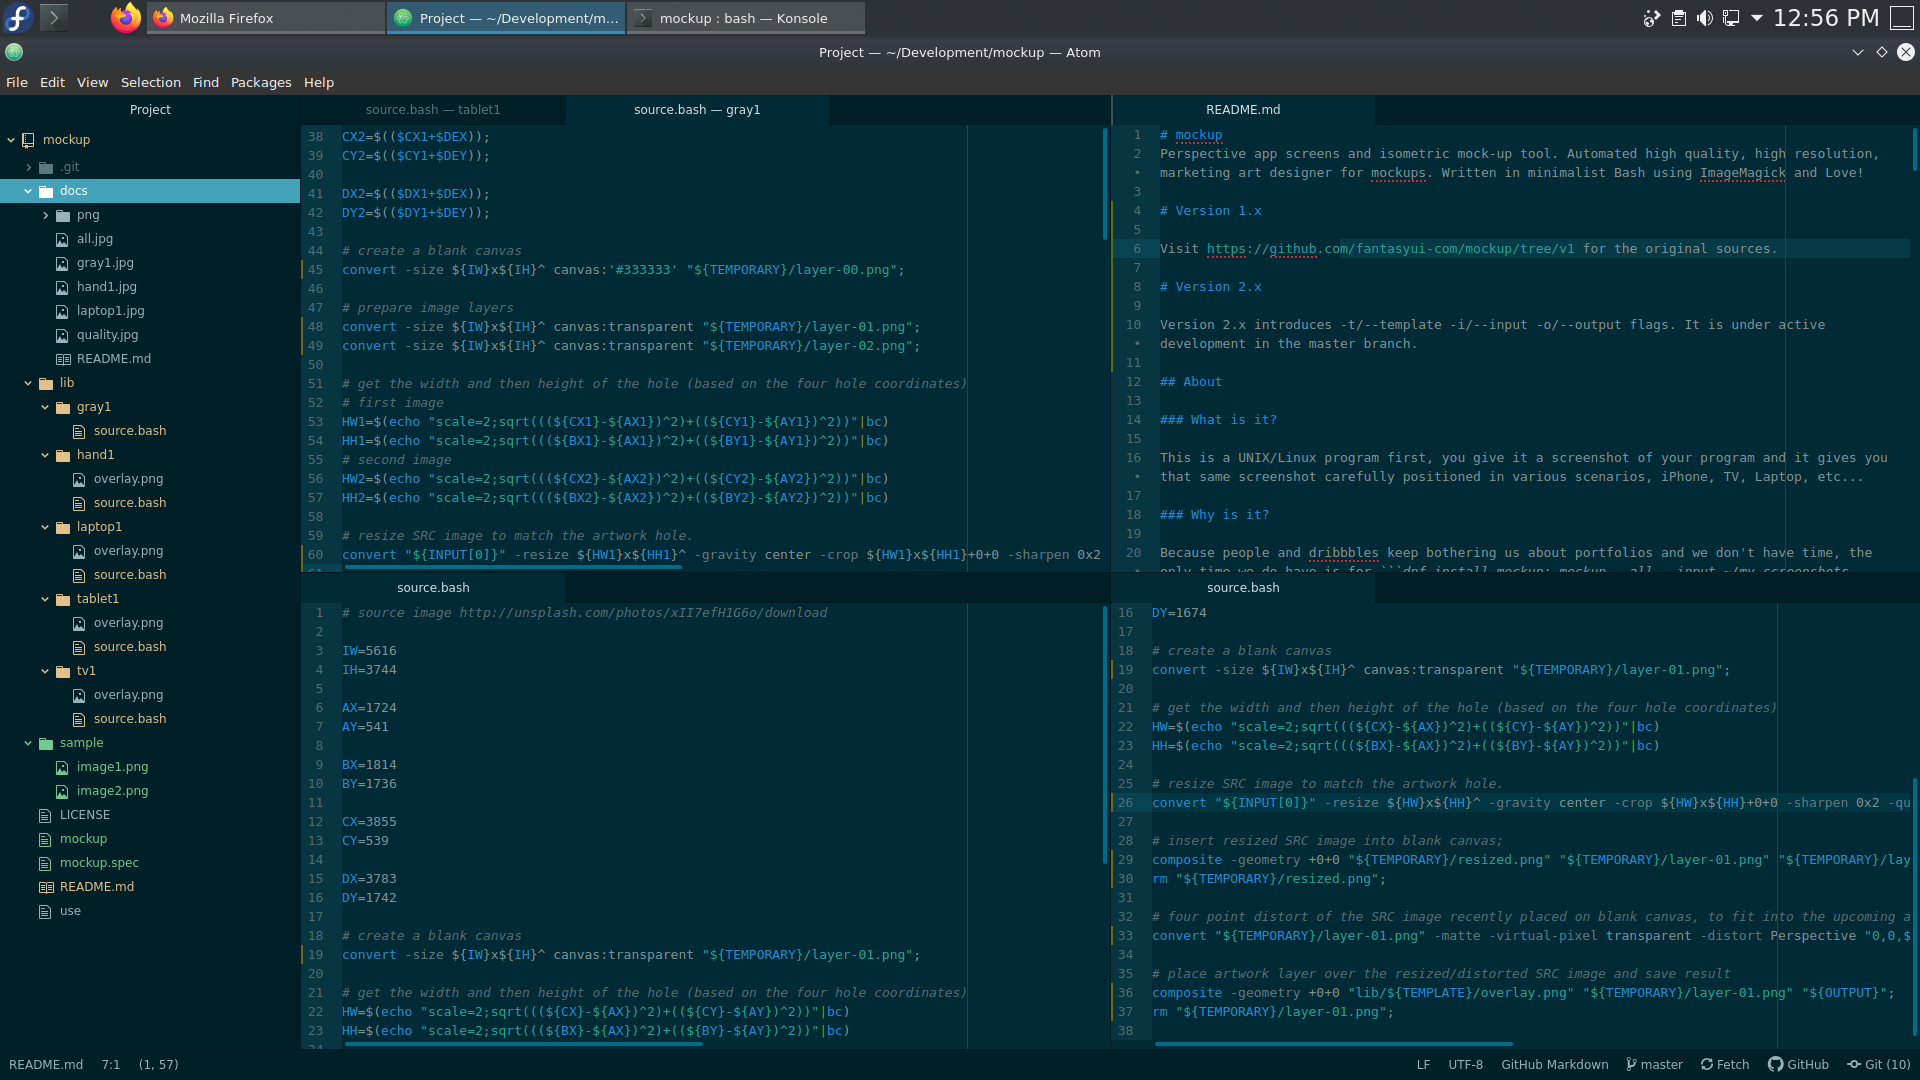 Mozilla Firefox
Project — ~/Development/m...
mockup : bash — Konsole
12:56 PM
Project — ~/Development/mockup — Atom
File Edit View Selection Find Packages Help
Project
mockup
.git
docs
png
all.jpg
gray1.jpg
hand1.jpg
laptop1.jpg
quality.jpg
README.md
lib
gray1
source.bash
hand1
overlay.png
source.bash
laptop1
overlay.png
source.bash
tablet1
overlay.png
source.bash
tv1
overlay.png
source.bash
sample
image1.png
image2.png
LICENSE
mockup
mockup.spec
README.md
use
source.bash — tablet1
source.bash — gray1
38 CX2=$(($CX1+$DEX));
39 CY2=$(($CY1+$DEY));
40
41 DX2=$(($DX1+$DEX));
42 DY2=$(($DY1+$DEY));
43
44 # create a blank canvas
45 convert -size ${IW}x${IH}^ canvas:'#333333' "${TEMPORARY}/layer-00.png";
46
47 # prepare image layers
48 convert -size ${IW}x${IH}^ canvas:transparent "${TEMPORARY}/layer-01.png";
49 convert -size ${IW}x${IH}^ canvas:transparent "${TEMPORARY}/layer-02.png";
50
51 # get the width and then height of the hole (based on the four hole coordinates)
52 # first image
53 HW1=$(echo "scale=2;sqrt(((${CX1}-${AX1})^2)+((${CY1}-${AY1})^2))"|bc)
54 HH1=$(echo "scale=2;sqrt(((${BX1}-${AX1})^2)+((${BY1}-${AY1})^2))"|bc)
55 # second image
56 HW2=$(echo "scale=2;sqrt(((${CX2}-${AX2})^2)+((${CY2}-${AY2})^2))"|bc)
57 HH2=$(echo "scale=2;sqrt(((${BX2}-${AX2})^2)+((${BY2}-${AY2})^2))"|bc)
58
59 # resize SRC image to match the artwork hole.
60 convert "${INPUT[0]}" -resize ${HW1}x${HH1}^ -gravity center -crop ${HW1}x${HH1}+0+0 -sharpen 0x2
61
README.md
1 # mockup
2 Perspective app screens and isometric mock-up tool. Automated high quality, high resolution,
• marketing art designer for mockups. Written in minimalist Bash using ImageMagick and Love!
3
4 # Version 1.x
5
6 Visit https://github.com/fantasyui-com/mockup/tree/v1 for the original sources.
7
8 # Version 2.x
9
10 Version 2.x introduces -t/--template -i/--input -o/--output flags. It is under active
• development in the master branch.
11
12 ## About
13
14 ### What is it?
15
16 This is a UNIX/Linux program first, you give it a screenshot of your program and it gives you
• that same screenshot carefully positioned in various scenarios, iPhone, TV, Laptop, etc...
17
18 ### Why is it?
19
20 Because people and dribbbles keep bothering us about portfolios and we don't have time, the
• only time we do have is for ```dnf install mockup; mockup --all --input ~/my-screenshots
source.bash
1 # source image http://unsplash.com/photos/xII7efH1G6o/download
2
3 IW=5616
4 IH=3744
5
6 AX=1724
7 AY=541
8
9 BX=1814
10 BY=1736
11
12 CX=3855
13 CY=539
14
15 DX=3783
16 DY=1742
17
18 # create a blank canvas
19 convert -size ${IW}x${IH}^ canvas:transparent "${TEMPORARY}/layer-01.png";
20
21 # get the width and then height of the hole (based on the four hole coordinates)
22 HW=$(echo "scale=2;sqrt(((${CX}-${AX})^2)+((${CY}-${AY})^2))"|bc)
23 HH=$(echo "scale=2;sqrt(((${BX}-${AX})^2)+((${BY}-${AY})^2))"|bc)
24
source.bash
16 DY=1674
17
18 # create a blank canvas
19 convert -size ${IW}x${IH}^ canvas:transparent "${TEMPORARY}/layer-01.png";
20
21 # get the width and then height of the hole (based on the four hole coordinates)
22 HW=$(echo "scale=2;sqrt(((${CX}-${AX})^2)+((${CY}-${AY})^2))"|bc)
23 HH=$(echo "scale=2;sqrt(((${BX}-${AX})^2)+((${BY}-${AY})^2))"|bc)
24
25 # resize SRC image to match the artwork hole.
26 convert "${INPUT[0]}" -resize ${HW}x${HH}^ -gravity center -crop ${HW}x${HH}+0+0 -sharpen 0x2 -qu
27
28 # insert resized SRC image into blank canvas;
29 composite -geometry +0+0 "${TEMPORARY}/resized.png" "${TEMPORARY}/layer-01.png" "${TEMPORARY}/lay
30 rm "${TEMPORARY}/resized.png";
31
32 # four point distort of the SRC image recently placed on blank canvas, to fit into the upcoming a
33 convert "${TEMPORARY}/layer-01.png" -matte -virtual-pixel transparent -distort Perspective "0,0,$
34
35 # place artwork layer over the resized/distorted SRC image and save result
36 composite -geometry +0+0 "lib/${TEMPLATE}/overlay.png" "${TEMPORARY}/layer-01.png" "${OUTPUT}";
37 rm "${TEMPORARY}/layer-01.png";
38
README.md 7:1 (1, 57)
LF UTF-8 GitHub Markdown master Fetch GitHub Git (10)